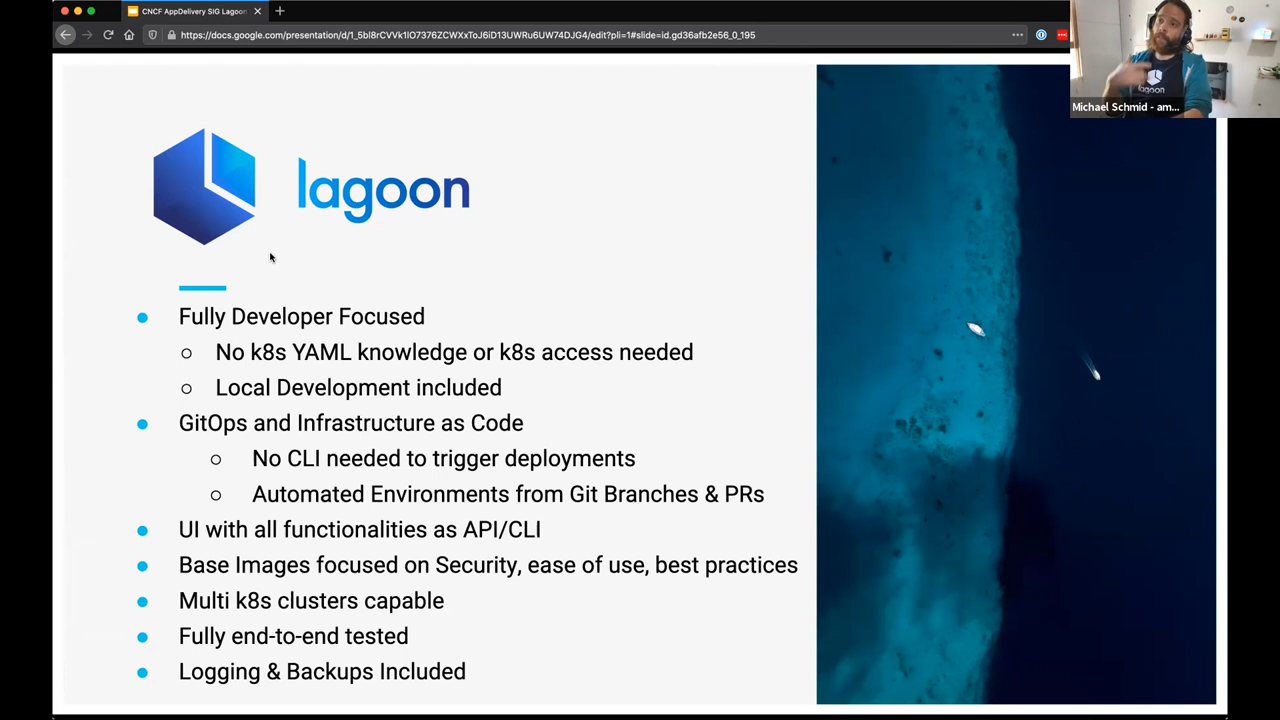 CNCF AppDelivery SIG Lagoon
https://docs.google.com/presentation/d/1_5bl8rCVVk1lO7376ZCWXxToJ6iD13UWRu6UW74DJG4/edit?pli=1#slide=id.gd36afb2e56_0_195
Michael Schmid - am...
lagoon
lagoon
Fully Developer Focused
No k8s YAML knowledge or k8s access needed
Local Development included
GitOps and Infrastructure as Code
No CLI needed to trigger deployments
Automated Environments from Git Branches & PRs
UI with all functionalities as API/CLI
Base Images focused on Security, ease of use, best practices
Multi k8s clusters capable
Fully end-to-end tested
Logging & Backups Included